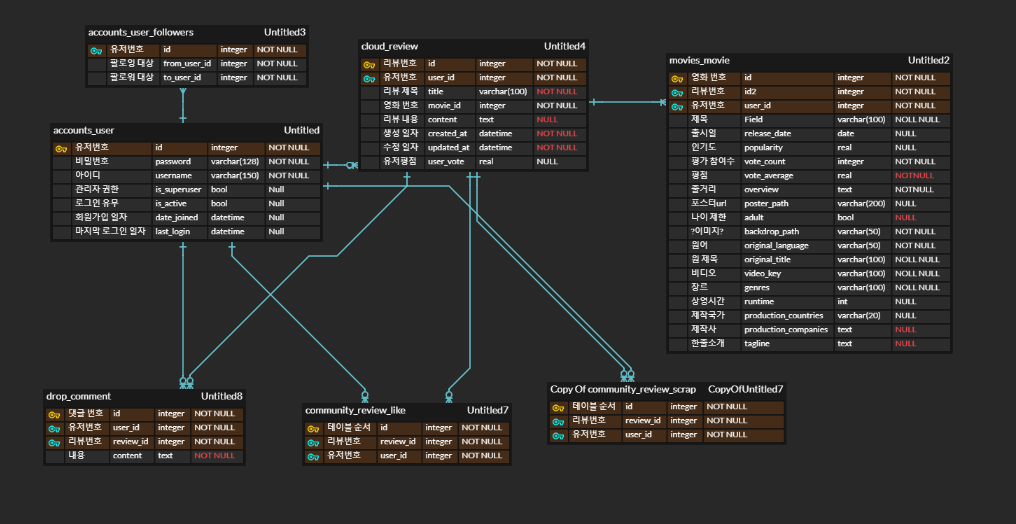 accounts_user_followers Untitled3
유저번호 id integer NOT NULL
팔로잉 대상 from_user_id integer NOT NULL
팔로워 대상 to_user_id integer NOT NULL
cloud_review Untitled4
리뷰번호 id integer NOT NULL
유저번호 user_id integer NOT NULL
리뷰 제목 title varchar(100) NOT NULL
영화 번호 movie_id integer NOT NULL
리뷰 내용 content text NULL
생성 일자 created_at datetime NOT NULL
수정 일자 updated_at datetime NOT NULL
유저평점 user_vote real NULL
movies_movie Untitled2
영화 번호 id integer NOT NULL
리뷰번호 id2 integer NOT NULL
유저번호 user_id integer NOT NULL
제목 Field varchar(100) NOLL NULL
출시일 release_date date NULL
인기도 popularity real NULL
평가 참여수 vote_count integer NOT NULL
평점 vote_average real NOTNULL
줄거리 overview text NOTNULL
포스터url poster_path varchar(200) NULL
나이 제한 adult bool NULL
?이미지? backdrop_path varchar(50) NOT NULL
원어 original_language varchar(50) NOT NULL
원 제목 original_title varchar(100) NOLL NULL
비디오 video_key varchar(100) NOLL NULL
장르 genres varchar(100) NOLL NULL
상영시간 runtime int NULL
제작국가 production_countries varchar(20) NULL
제작사 production_companies text NULL
한줄소개 tagline text NULL
accounts_user Untitled
유저번호 id integer NOT NULL
비밀번호 password varchar(128) NOT NULL
아이디 username varchar(150) NOT NULL
관리자 권한 is_superuser bool Null
로그인 유무 is_active bool Null
회원가입 일자 date_joined datetime Null
마지막 로그인 일자 last_login datetime Null
drop_comment Untitled8
댓글 번호 id integer NOT NULL
유저번호 user_id integer NOT NULL
리뷰번호 review_id integer NOT NULL
내용 content text NOT NULL
community_review_like Untitled7
테이블 순서 id integer NOT NULL
리뷰번호 review_id integer NOT NULL
유저번호 user_id integer NOT NULL
Copy Of community_review_scrap CopyOfUntitled7
테이블 순서 id integer NOT NULL
리뷰번호 review_id integer NOT NULL
유저번호 user_id integer NOT NULL